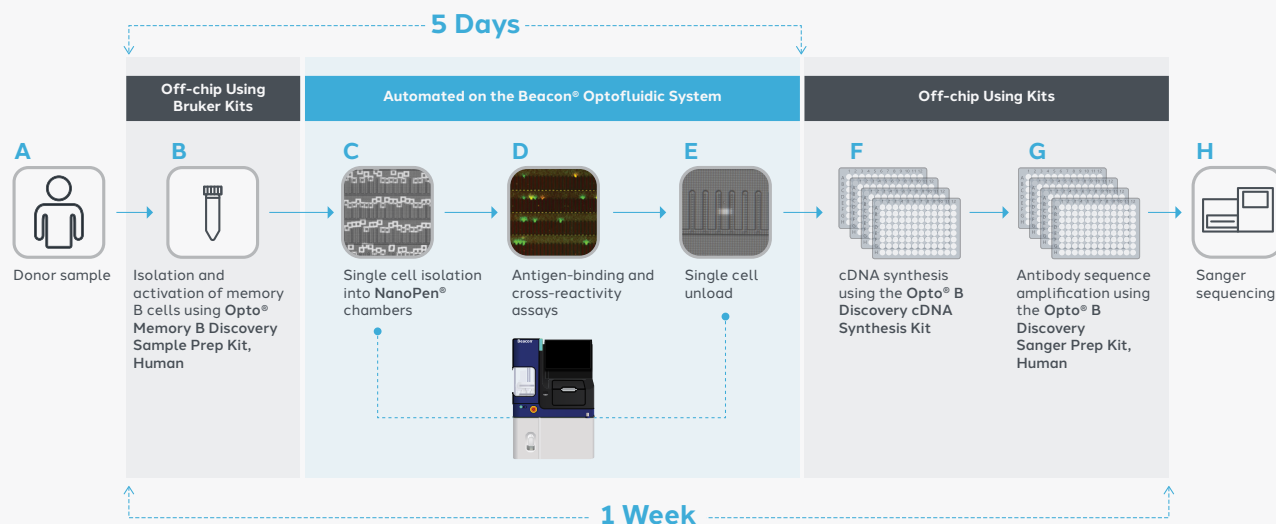 5 Days
Off-chip Using
Bruker Kits
Automated on the Beacon® Optofluidic System
Off-chip Using Kits
A
Donor sample
B
Isolation and
activation of memory
B cells using Opto®
Memory B Discovery
Sample Prep Kit,
Human
C
Single cell isolation
into NanoPen®
chambers
D
Antigen-binding and
cross-reactivity
assays
E
Single cell
unload
Beacon
F
cDNA synthesis
using the Opto® B
Discovery cDNA
Synthesis Kit
G
Antibody sequence
amplification using
the Opto® B
Discovery
Sanger Prep Kit,
Human
H
Sanger
sequencing
1 Week